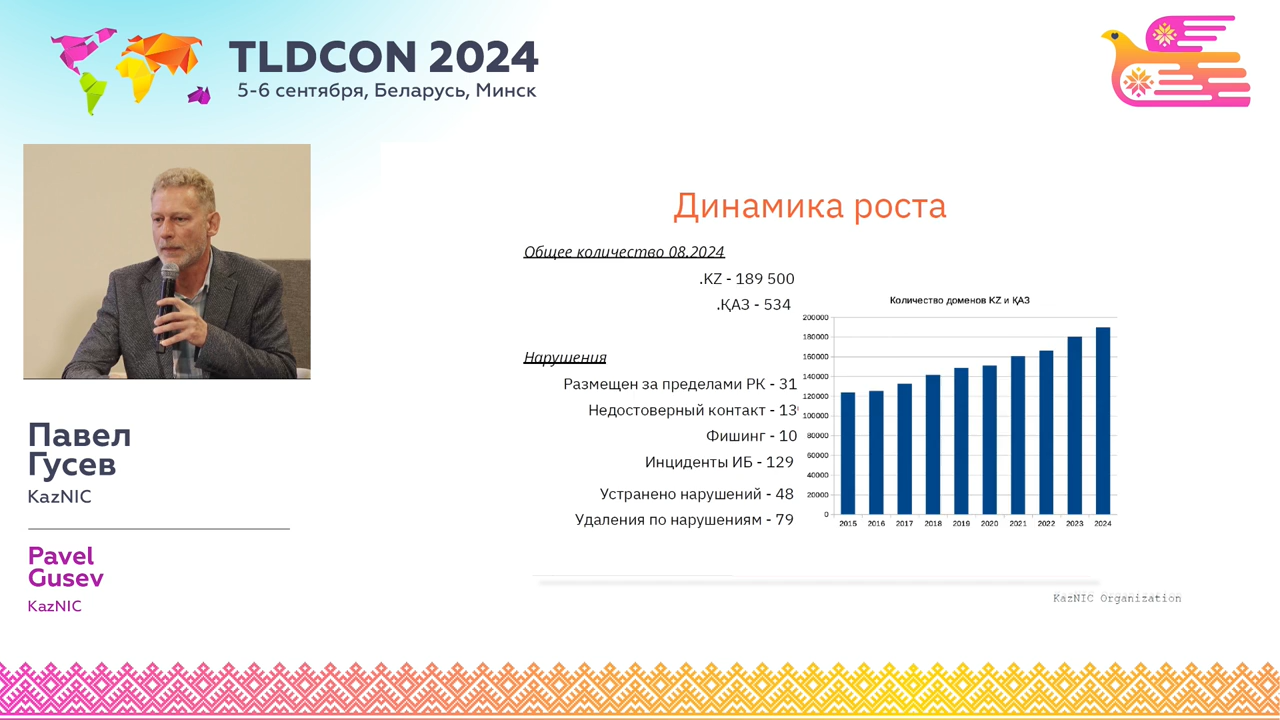 TLDCON 2024
5-6 сентября, Беларусь, Минск
Павел
Гусев
KazNIC
Pavel
Gusev
KazNIC
Динамика роста
Общее количество 08.2024
.KZ - 189 500
.ҚАЗ - 534
Нарушения
Размещен за пределами РК - 31
Недостоверный контакт - 13
Фишинг - 10
Инциденты ИБ - 129
Устранено нарушений - 48
Удаления по нарушениям - 79
Количество доменов KZ и ҚАЗ
200000
180000
160000
140000
120000
100000
80000
60000
40000
20000
0
2015 2016 2017 2018 2019 2020 2021 2022 2023 2024
KazNIC Organization